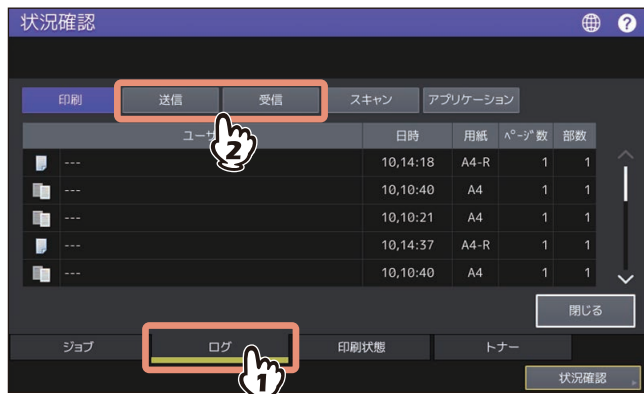 状況確認 ?
印刷 送信 受信 スキャン アプリケーション
ユーザ 日時 用紙 ページ数 部数
--- 10,14:18 A4-R 1 1
--- 10,10:40 A4 1 1
--- 10,10:21 A4 1 1
--- 10,14:37 A4-R 1 1
--- 10,10:40 A4 1 1
2
閉じる
ジョブ ログ 印刷状態 トナー
1
状況確認